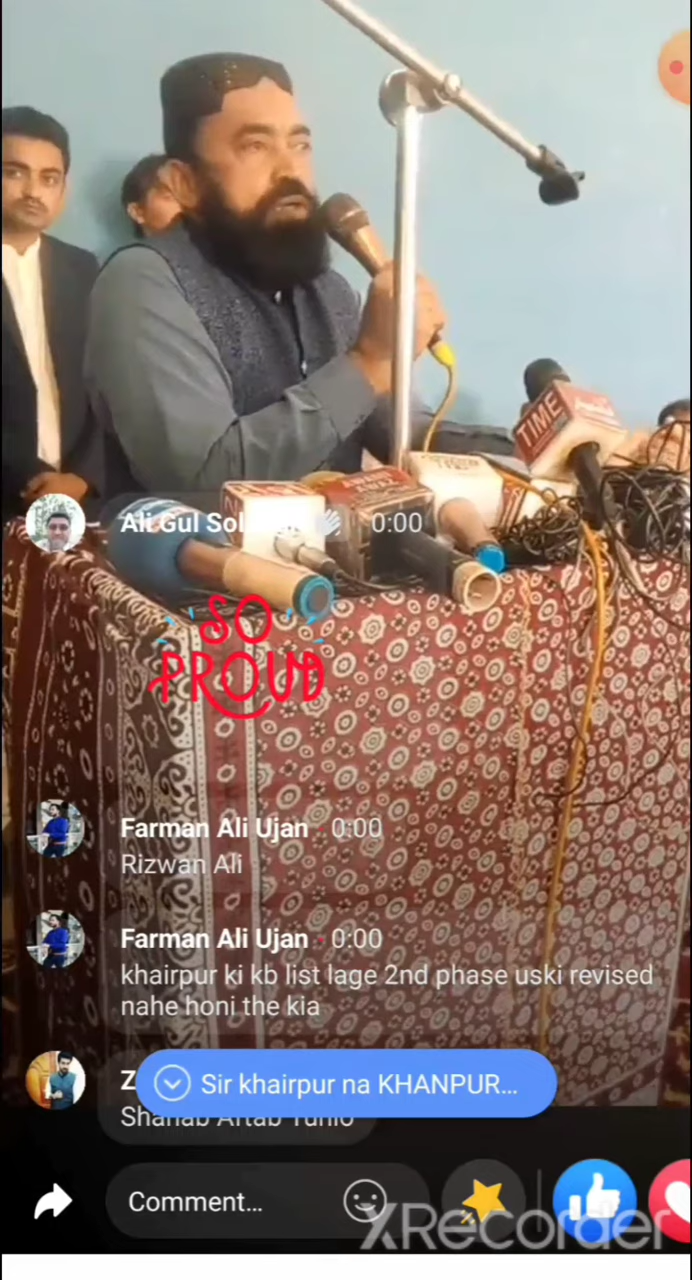 TIME
Ali Gul Sol
0:00
SO
PROUD
Farman Ali Ujan
0:00
Rizwan Ali
Farman Ali Ujan
0:00
khairpur ki kb list lage 2nd phase uski revised
nahe honi the kia
Z
Sir khairpur na KHANPUR...
Shahab Aftab Tunio
Comment...
XRecorder